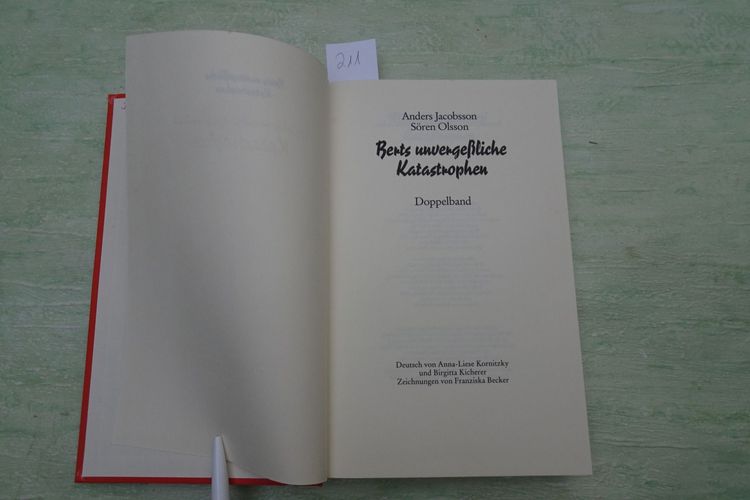 211
Anders Jacobsson
Sören Olsson
Berts unvergeßliche
Katastrophen
Doppelband
Deutsch von Anna-Liese Kornitzky
und Birgitta Kicherer
Zeichnungen von Franziska Becker